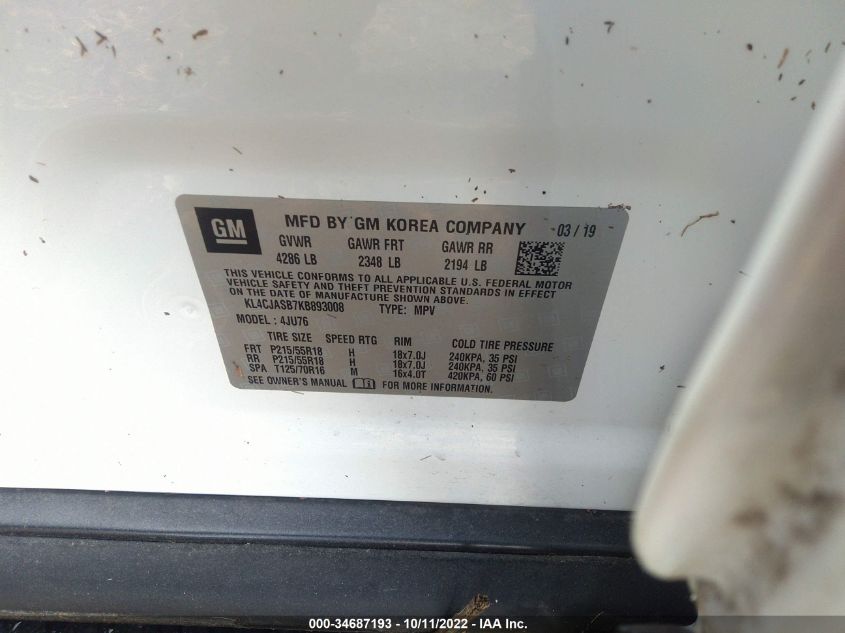 GM MFD BY GM KOREA COMPANY 03/19
GVWR GAWR FRT GAWR RR
4286 LB 2348 LB 2194 LB
THIS VEHICLE CONFORMS TO ALL APPLICABLE U.S. FEDERAL MOTOR
VEHICLE SAFETY AND THEFT PREVENTION STANDARDS IN EFFECT
ON THE DATE OF MANUFACTURE SHOWN ABOVE.
KL4CJASB7KB893008 TYPE: MPV
MODEL: 4JU76
TIRE SIZE SPEED RTG RIM COLD TIRE PRESSURE
FRT P215/55R18 H 18x7.0J 240KPA, 35 PSI
RR P215/55R18 H 18x7.0J 240KPA, 35 PSI
SPA T125/70R16 M 16x4.0T 420KPA, 60 PSI
SEE OWNER'S MANUAL FOR MORE INFORMATION.
000-34687193 - 10/11/2022 - IAA Inc.